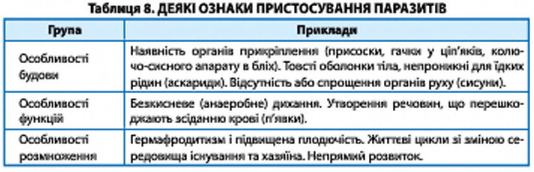 Таблиця 8. ДЕЯКІ ОЗНАКИ ПРИСТОСУВАННЯ ПАРАЗИТІВ
Група
Приклади
Особливості
будови
Наявність органів прикріплення (присоски, гачки у ціп'яків, колю-
чо-сисного апарату в бліх). Товсті оболонки тіла, непроникні для їдких
рідин (аскариди). Відсутність або спрощення органів руху (сисуни).
Особливості
функцій
Безкисневе (анаеробне) дихання. Утворення речовин, що перешко-
джають зсіданню крові (п'явки).
Особливості
розмноження
Гермафродитизм і підвищена плодючість. Життєві цикли зі зміною се-
редовища існування та хазяїна. Непрямий розвиток.